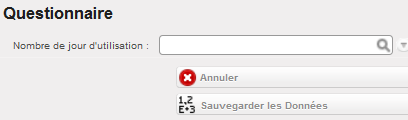 Questionnaire
Nombre de jour d'utilisation :
Annuler
1,2
E+3
Sauvegarder les Données